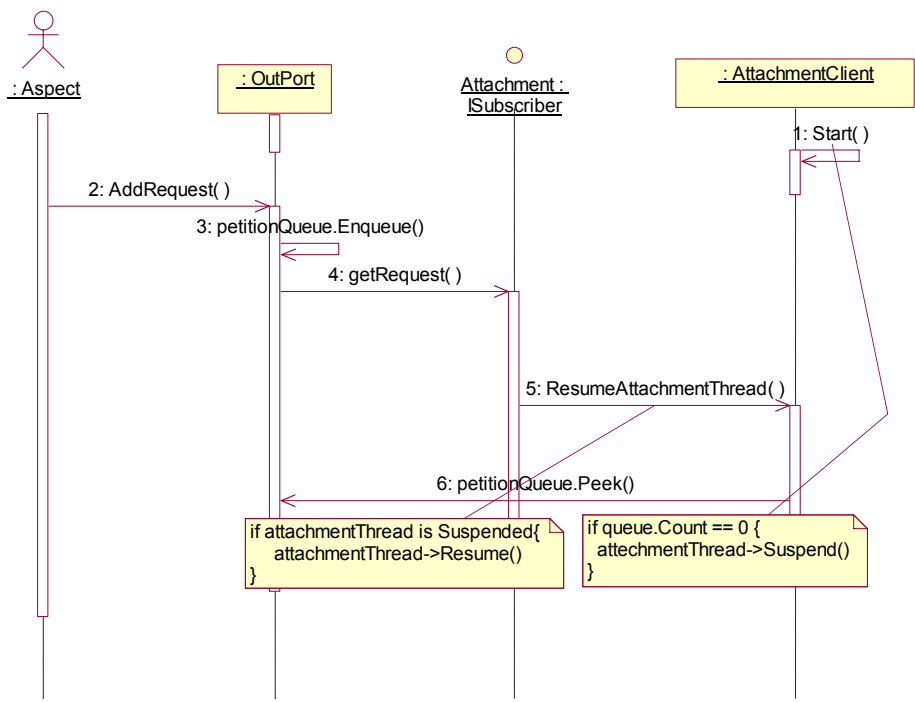 : Aspect
: OutPort
Attachment :
ISubscriber
: AttachmentClient
1: Start( )
2: AddRequest( )
3: petitionQueue.Enqueue()
4: getRequest( )
5: ResumeAttachmentThread( )
6: petitionQueue.Peek()
if attachmentThread is Suspended{
attachmentThread->Resume()
}
if queue.Count == 0 {
attechmentThread->Suspend()
}